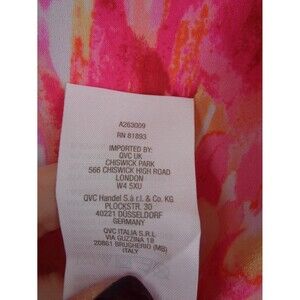 A263009
RN 81893
IMPORTED BY:
QVC UK
CHISWICK PARK
566 CHISWICK HIGH ROAD
LONDON
W4 5XU
QVC Handel S.à r.l. & Co. KG
PLOCKSTR. 30
40221 DÜSSELDORF
GERMANY
QVC ITALIA S.R.L
VIA GUZZINA 18
20861 BRUGHERIO (MB)
ITALY